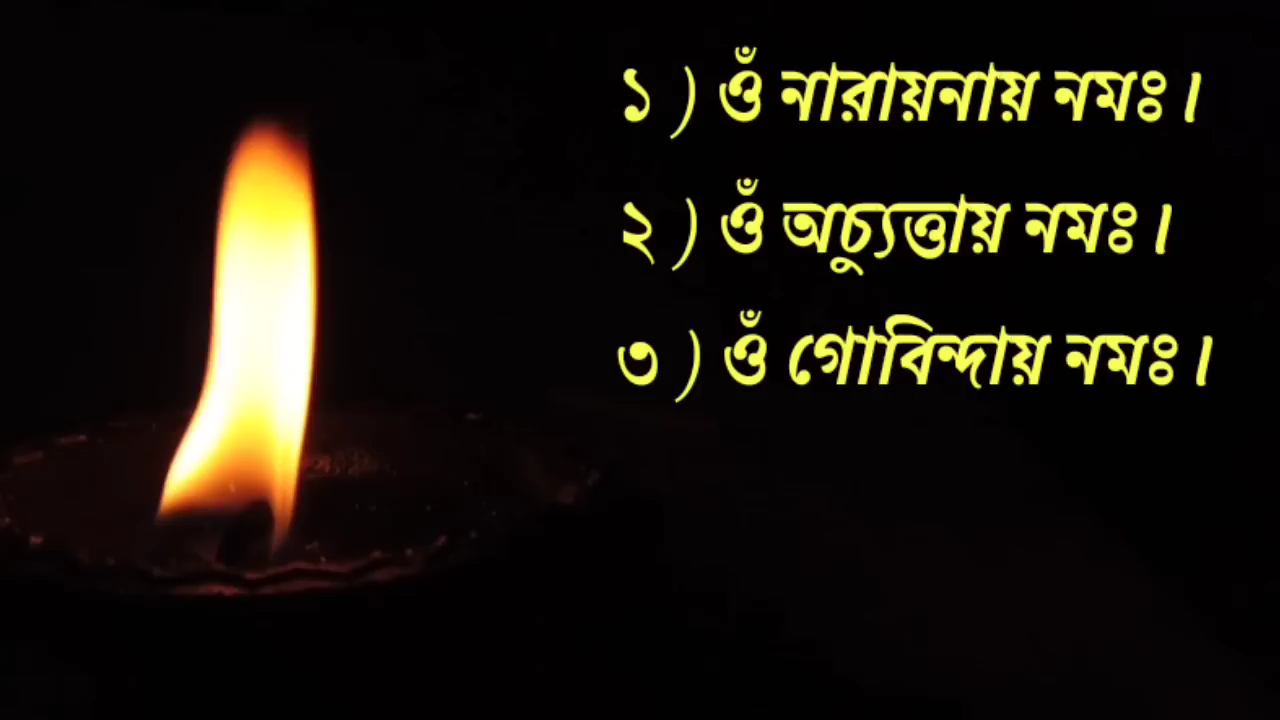 ১ ) ওঁ নারায়নায় নমঃ।
২ ) ওঁ অচ্যুত্তায় নমঃ।
৩ ) ওঁ গোবিন্দায় নমঃ।